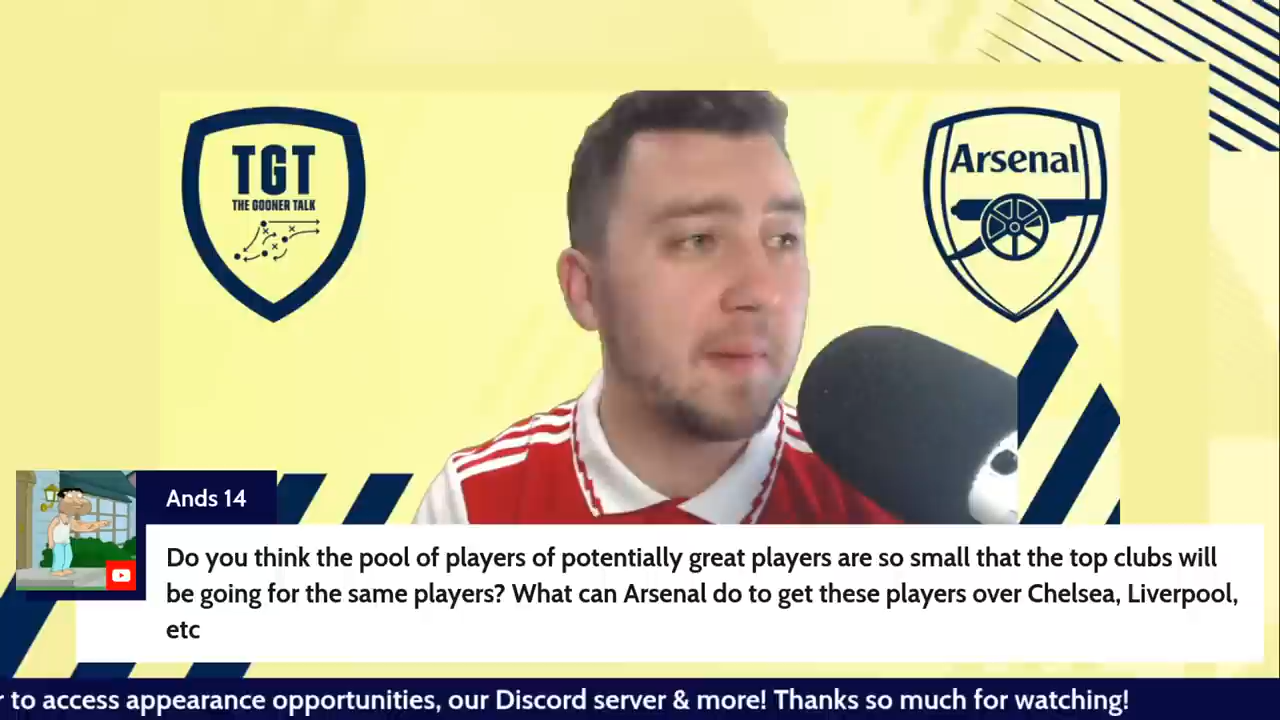 TGT
THE GOONER TALK
Arsenal
Ands 14
Do you think the pool of players of potentially great players are so small that the top clubs will
be going for the same players? What can Arsenal do to get these players over Chelsea, Liverpool,
etc
r to access appearance opportunities, our Discord server & more! Thanks so much for watching!